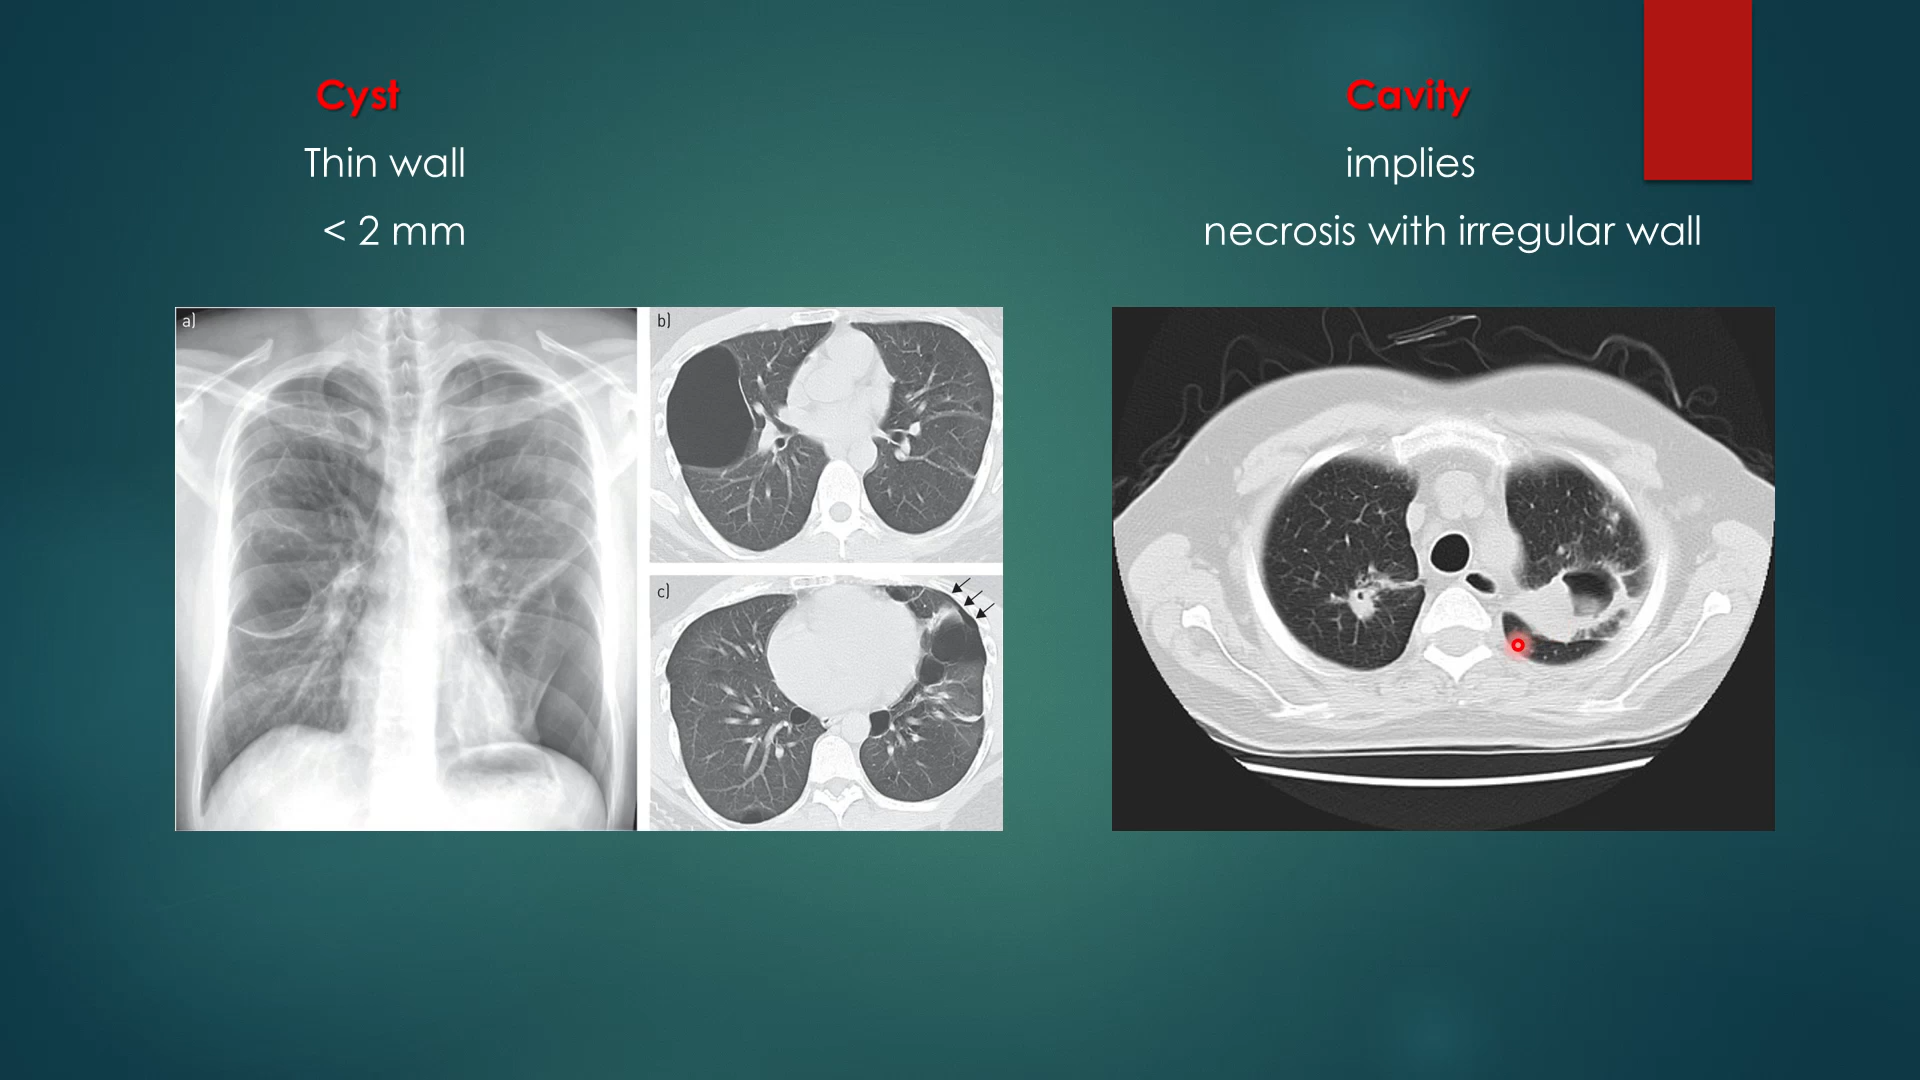 Cyst
Thin wall
< 2 mm
Cavity
implies
necrosis with irregular wall
a)
b)
c)